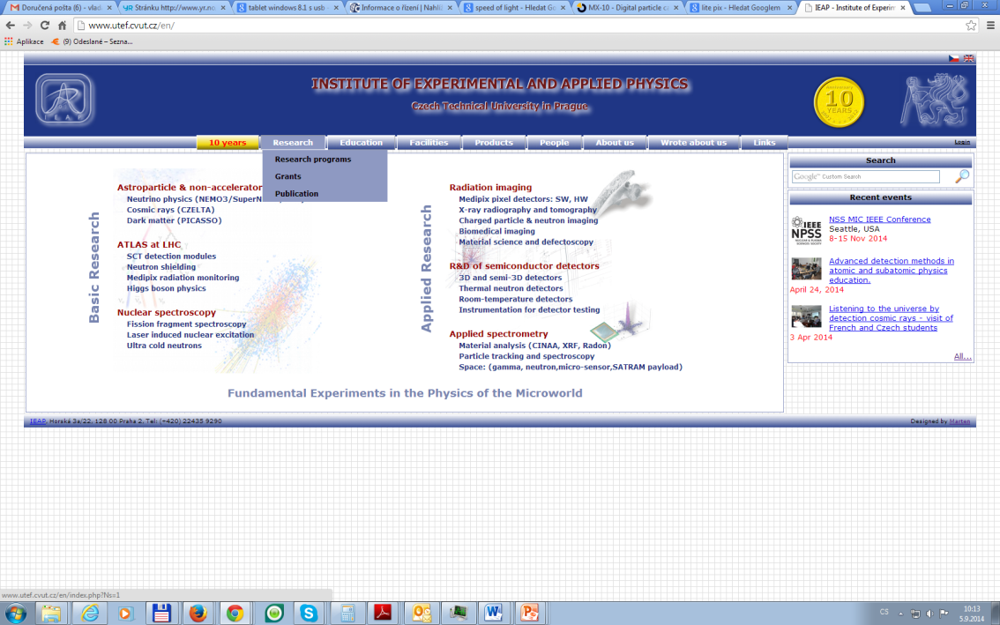 Doručená pošta (6) - vlad
Stránku http://www.yr.no.
tablet windows 8.1 s usb -
Informace o řízení | Nahlí
speed of light - Hledat Go
MX-10 - Digital particle ca
lite pix - Hledat Googlem
IEAP - Institute of Experim
www.utef.cvut.cz/en/
Aplikace
(9) Odeslané – Sezna...
INSTITUTE OF EXPERIMENTAL AND APPLIED PHYSICS
Czech Technical University in Prague
10
YEARS
10 years
Research
Education
Facilities
Products
People
About us
Wrote about us
Links
Login
Research programs
Grants
Publication
Basic Research
Astroparticle & non-accelerator
Neutrino physics (NEMO3/SuperN
Cosmic rays (CZELTA)
Dark matter (PICASSO)
ATLAS at LHC
SCT detection modules
Neutron shielding
Medipix radiation monitoring
Higgs boson physics
Nuclear spectroscopy
Fission fragment spectroscopy
Laser induced nuclear excitation
Ultra cold neutrons
Applied Research
Radiation imaging
Medipix pixel detectors: SW, HW
X-ray radiography and tomography
Charged particle & neutron imaging
Biomedical imaging
Material science and defectoscopy
R&D of semiconductor detectors
3D and semi-3D detectors
Thermal neutron detectors
Room-temperature detectors
Instrumentation for detector testing
Applied spectrometry
Material analysis (CINAA, XRF, Radon)
Particle tracking and spectroscopy
Space: (gamma, neutron,micro-sensor,SATRAM payload)
Fundamental Experiments in the Physics of the Microworld
Search
Google™ Custom Search
Recent events
IEEE
NPSS
NSS MIC IEEE Conference
Seattle, USA
8-15 Nov 2014
Advanced detection methods in
atomic and subatomic physics
education.
April 24, 2014
Listening to the universe by
detection cosmic rays - visit of
French and Czech students
3 Apr 2014
All...
IEAP, Horská 3a/22, 128 00 Praha 2, Tel: (+420) 22435 9290
Designed by Marten
www.utef.cvut.cz/en/index.php?Ns=1
CS
10:13
5.9.2014